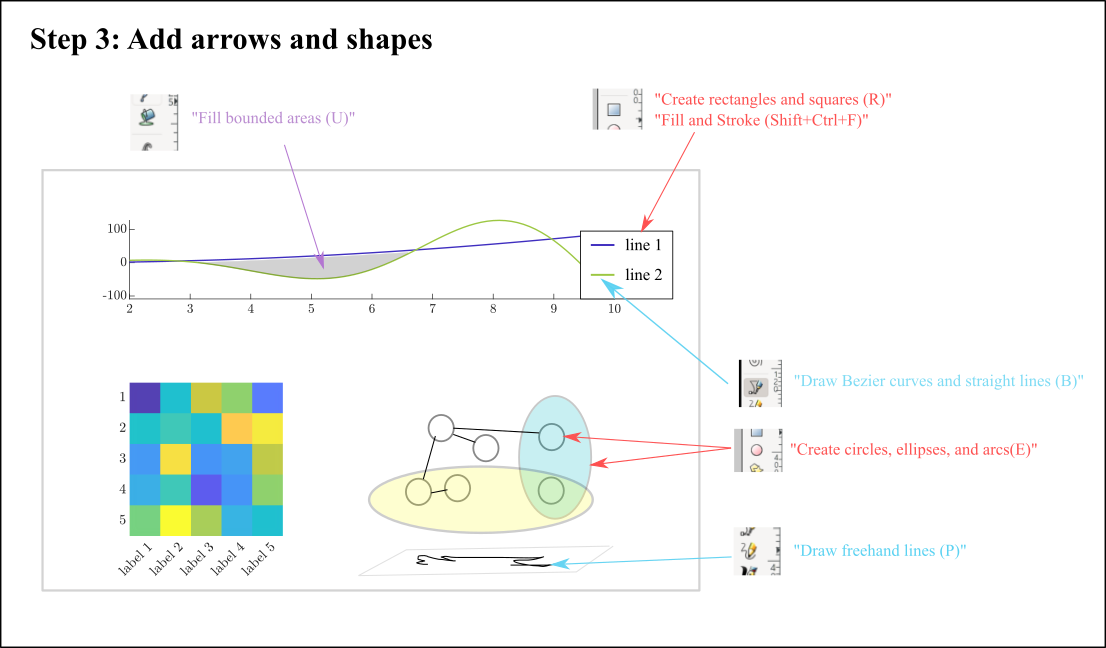 Step 3: Add arrows and shapes
"Fill bounded areas (U)"
"Create rectangles and squares (R)"
"Fill and Stroke (Shift+Ctrl+F)"
100
0
-100
2 3 4 5 6 7 8 9 10
line 1
line 2
"Draw Bezier curves and straight lines (B)"
"Create circles, ellipses, and arcs(E)"
"Draw freehand lines (P)"
1
2
3
4
5
label 1 label 2 label 3 label 4 label 5